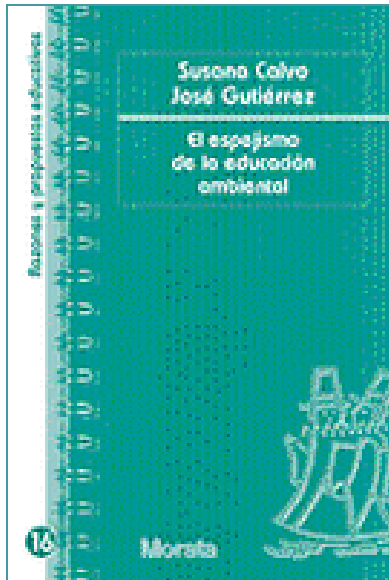 Susana Calvo
José Gutiérrez
El espejismo
de la educación
ambiental
Razones y propuestas educativas
16
Morata